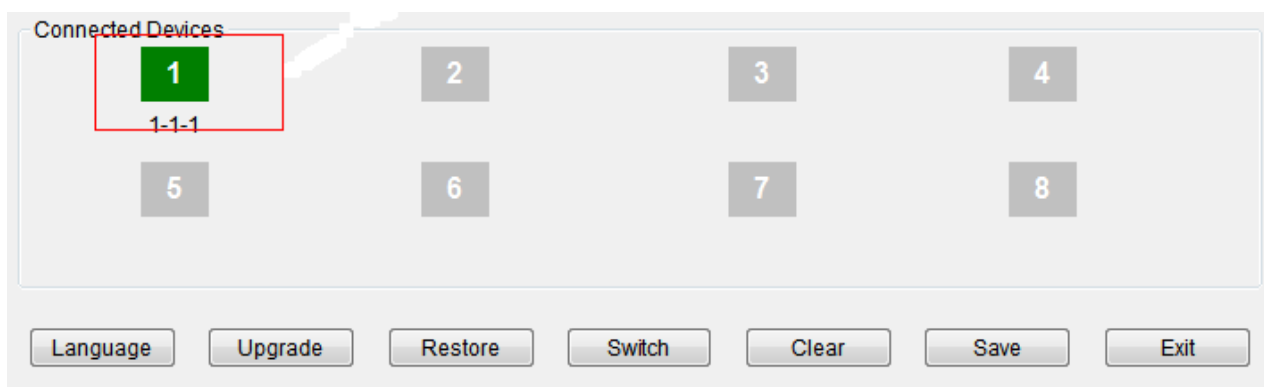 Connected Devices
1 2 3 4
1-1-1
5 6 7 8
Language Upgrade Restore Switch Clear Save Exit